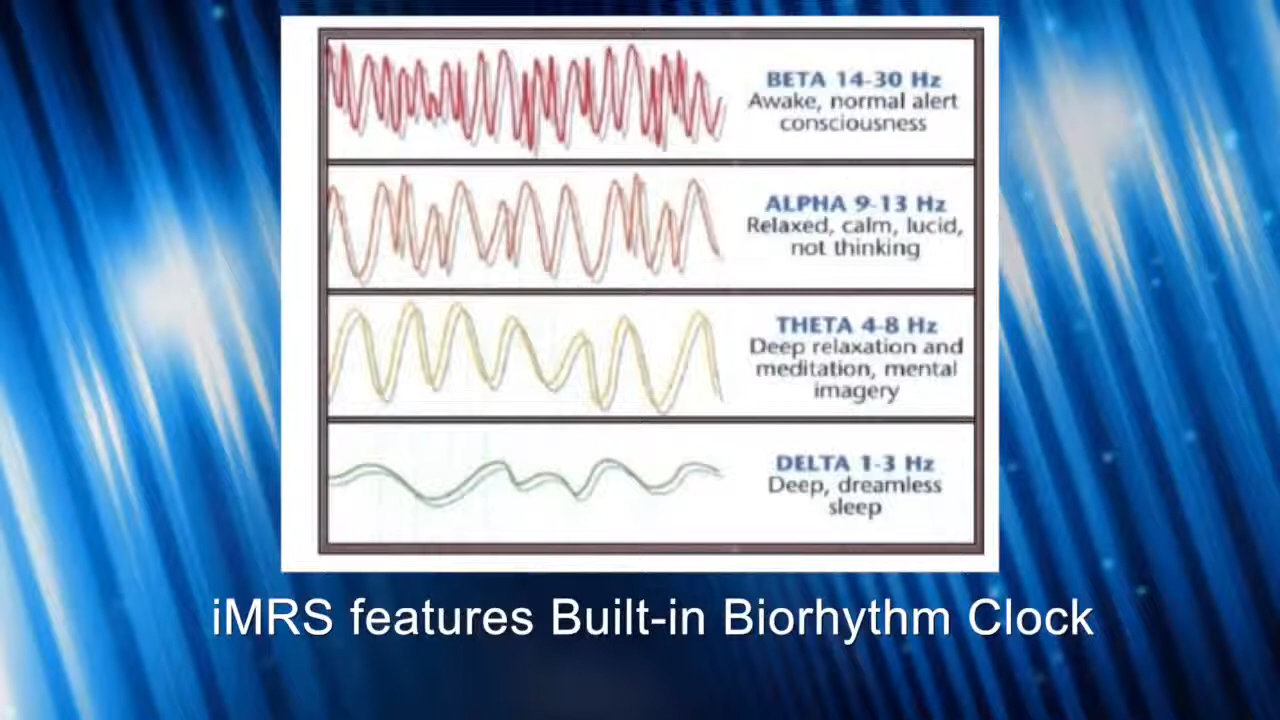 BETA 14-30 Hz
Awake, normal alert
consciousness
ALPHA 9-13 Hz
Relaxed, calm, lucid,
not thinking
THETA 4-8 Hz
Deep relaxation and
meditation, mental
imagery
DELTA 1-3 Hz
Deep, dreamless
sleep
iMRS features Built-in Biorhythm Clock